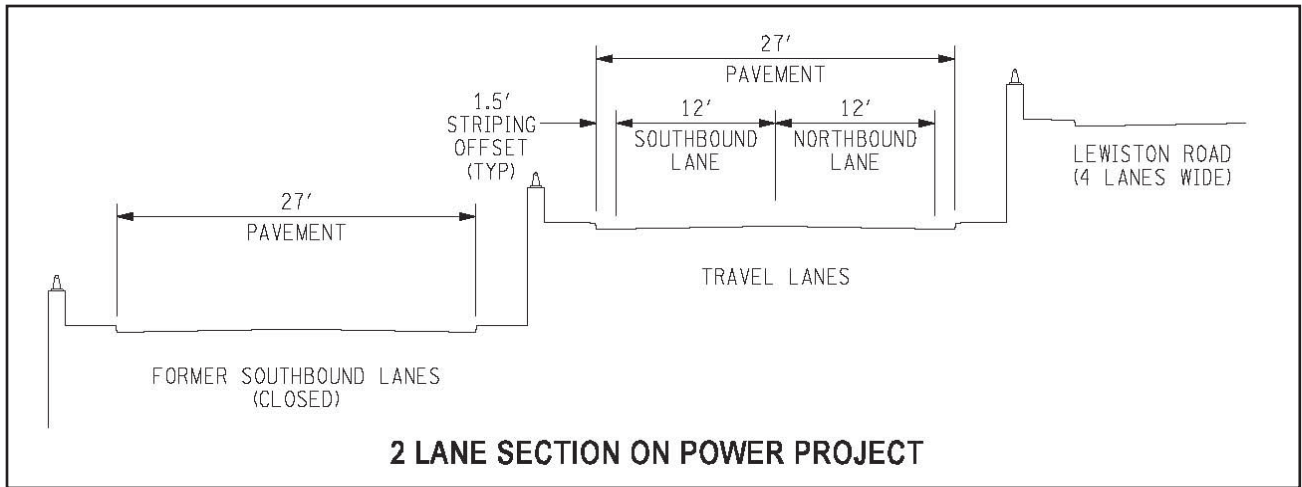 27'
PAVEMENT
1.5'
STRIPING
OFFSET
(TYP)
12'
SOUTHBOUND
LANE
12'
NORTHBOUND
LANE
LEWISTON ROAD
(4 LANES WIDE)
27'
PAVEMENT
TRAVEL LANES
FORMER SOUTHBOUND LANES
(CLOSED)
2 LANE SECTION ON POWER PROJECT